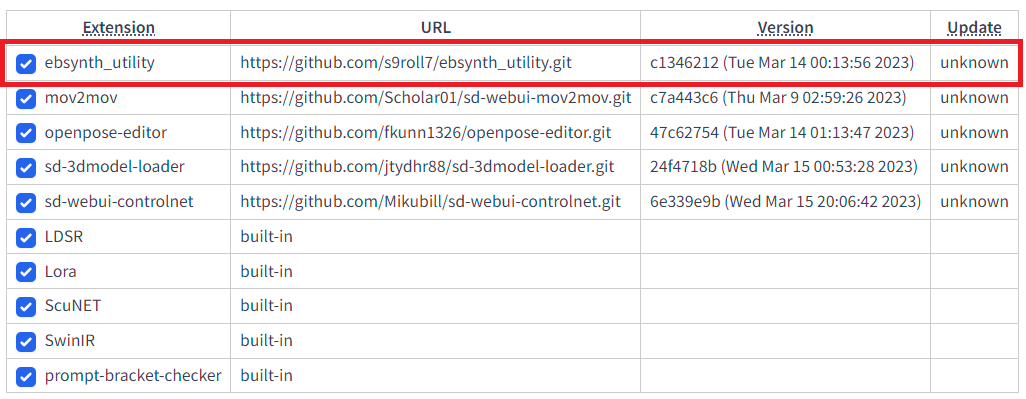 Extension URL Version Update
ebsynth_utility https://github.com/s9roll7/ebsynth_utility.git c1346212 (Tue Mar 14 00:13:56 2023) unknown
mov2mov https://github.com/Scholar01/sd-webui-mov2mov.git c7a443c6 (Thu Mar 9 02:59:26 2023) unknown
openpose-editor https://github.com/fkunn1326/openpose-editor.git 47c62754 (Tue Mar 14 01:13:47 2023) unknown
sd-3dmodel-loader https://github.com/jtydhr88/sd-3dmodel-loader.git 24f4718b (Wed Mar 15 00:53:28 2023) unknown
sd-webui-controlnet https://github.com/Mikubill/sd-webui-controlnet.git 6e339e9b (Wed Mar 15 20:06:42 2023) unknown
LDSR built-in
Lora built-in
ScuNET built-in
SwinIR built-in
prompt-bracket-checker built-in